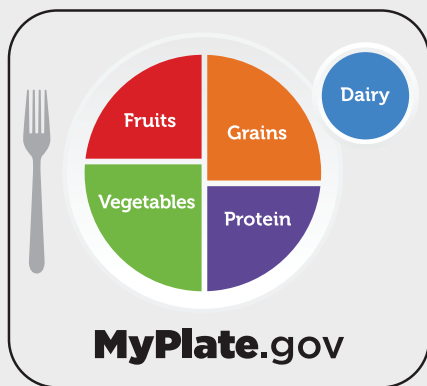 Dairy
Fruits
Grains
Vegetables
Protein
MyPlate.gov